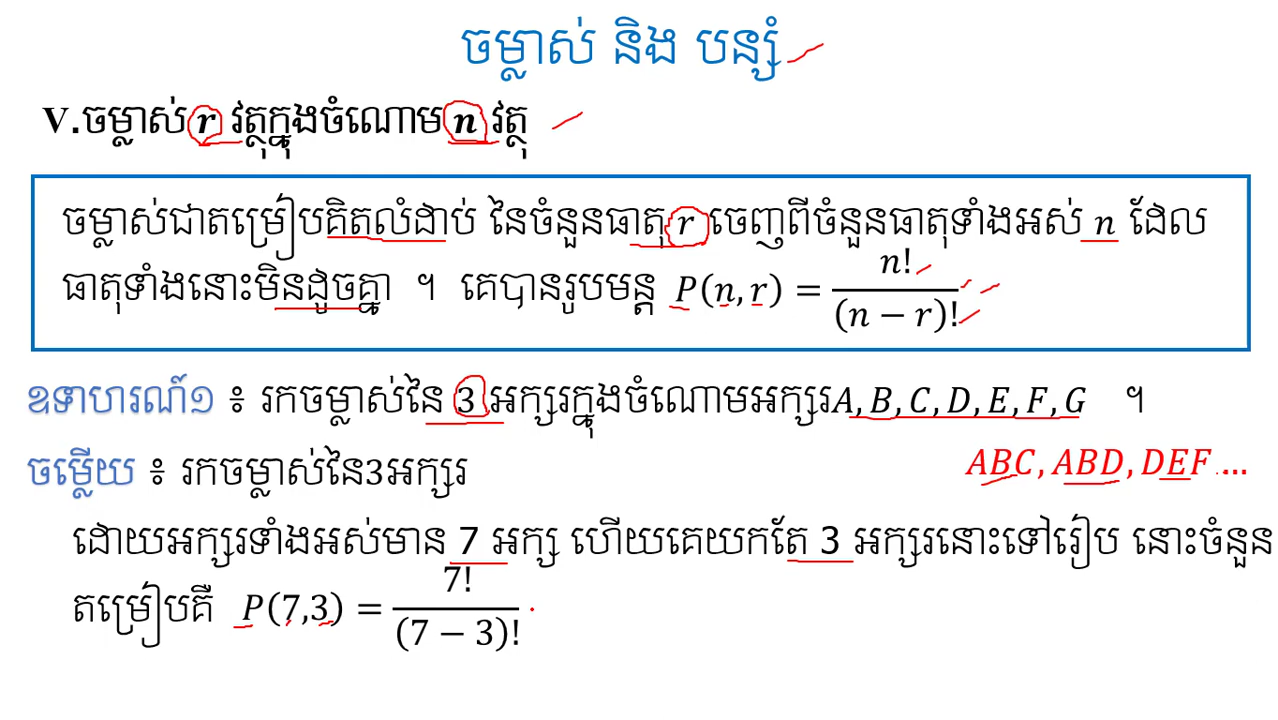 ចម្លាស់ និង បន្សំ
V.ចម្លាស់ r វត្ថុក្នុងចំណោម n វត្ថុ
ចម្លាស់ជាតម្រៀបគិតលំដាប់ នៃចំនួនធាតុ r ចេញពីចំនួនធាតុទាំងអស់ n ដែល
ធាតុទាំងនោះមិនដូចគ្នា ។ គេបានរូបមន្ត P(n, r) = n! / (n − r)!
ឧទាហរណ៍១ ៖ រកចម្លាស់នៃ 3 អក្សរក្នុងចំណោមអក្សរA, B, C, D, E, F, G ។
ចម្លើយ ៖ រកចម្លាស់នៃ3អក្សរ
ABC, ABD, DEF ...
ដោយអក្សរទាំងអស់មាន 7 អក្ស ហើយគេយកតែ 3 អក្សរនោះទៅរៀប នោះចំនួន
តម្រៀបគឺ P(7,3) = 7! / (7 − 3)!